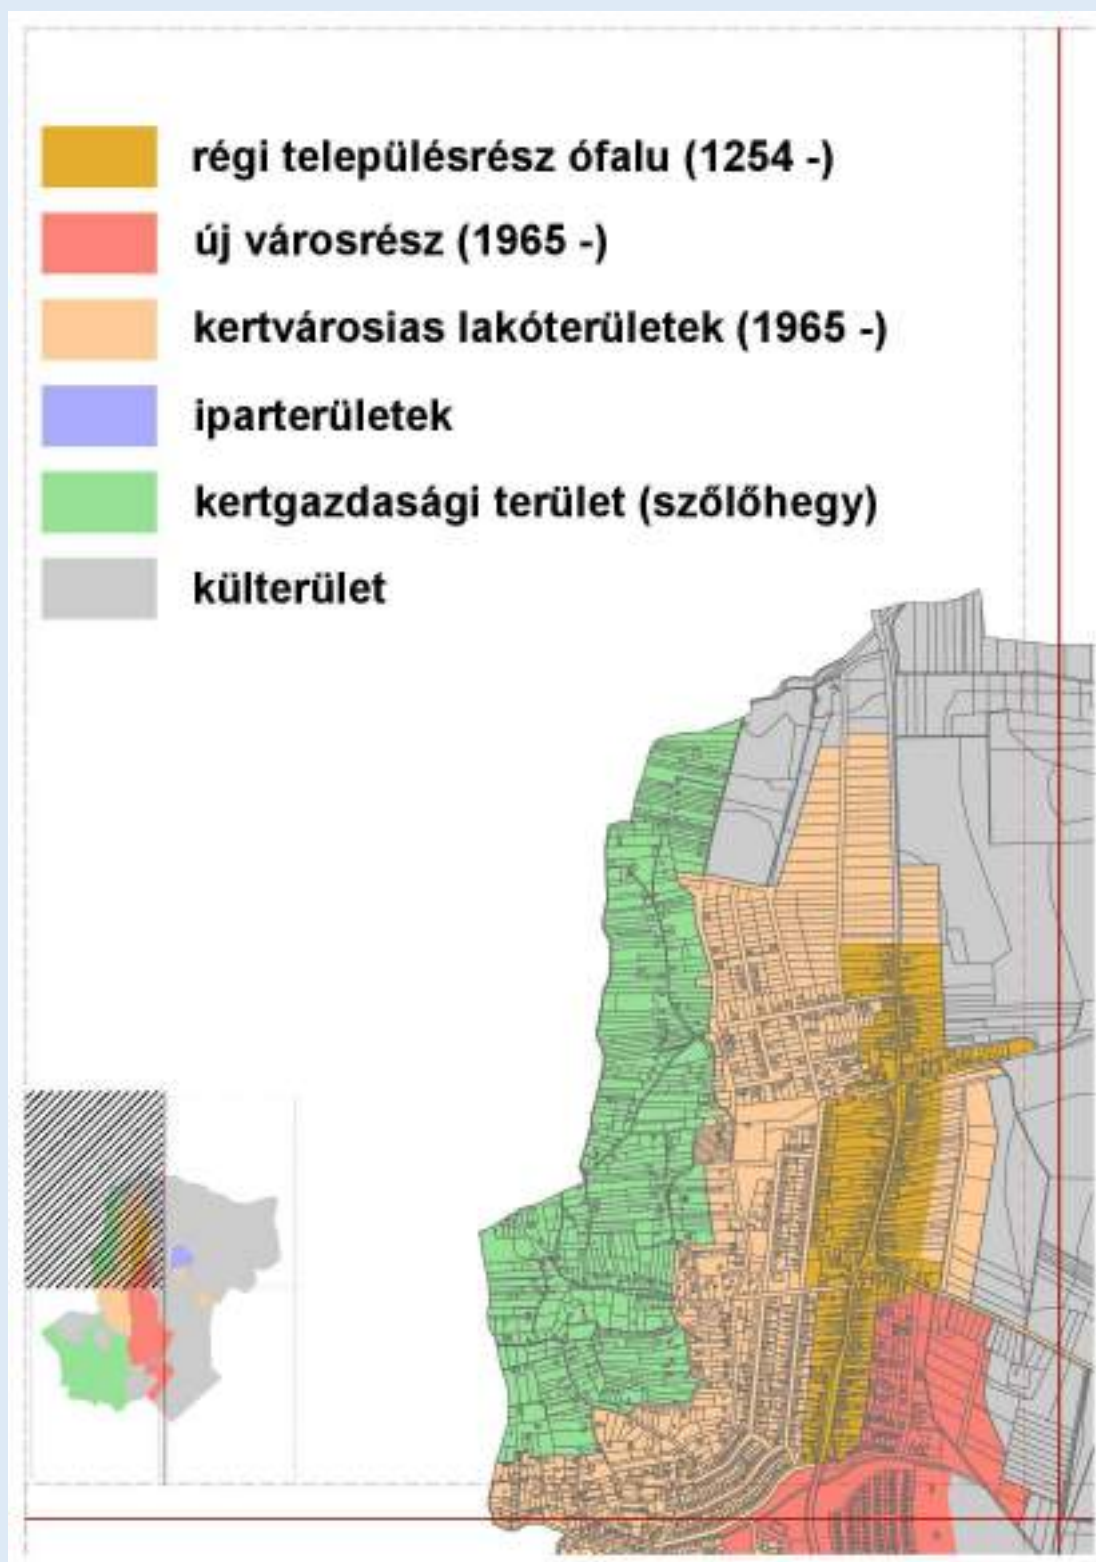 régi településrész ófalu (1254 -)
új városrész (1965 -)
kertvárosias lakóterületek (1965 -)
iparterületek
kertgazdasági terület (szőlőhegy)
külterület